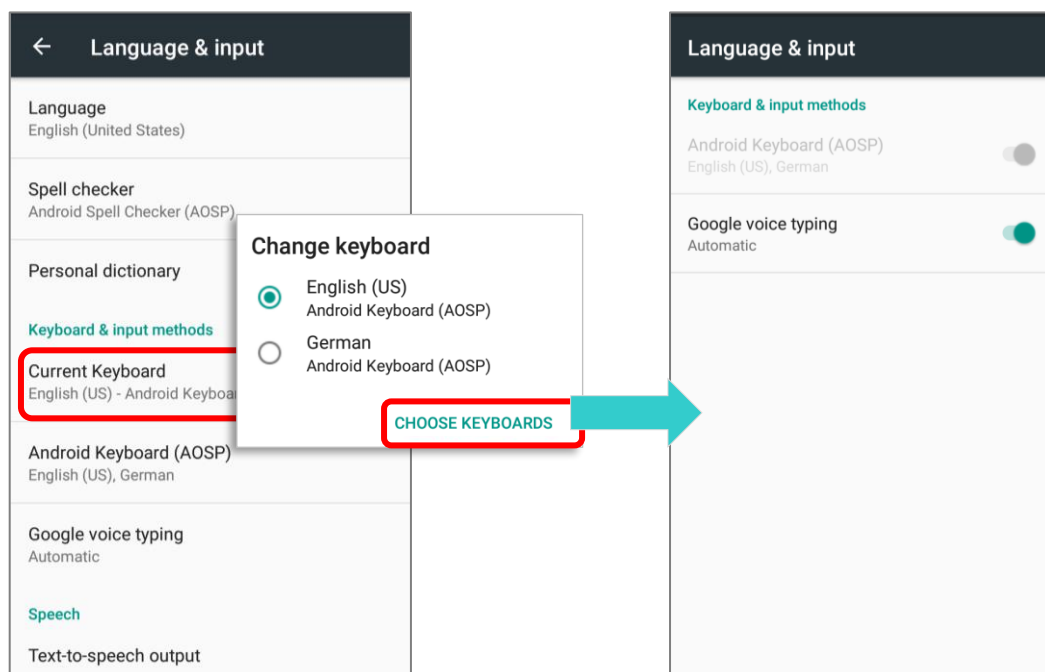 Language & input
Language
English (United States)
Spell checker
Android Spell Checker (AOSP)
Personal dictionary
Keyboard & input methods
Current Keyboard
English (US) - Android Keyboa
Android Keyboard (AOSP)
English (US), German
Google voice typing
Automatic
Speech
Text-to-speech output
Change keyboard
English (US)
Android Keyboard (AOSP)
German
Android Keyboard (AOSP)
CHOOSE KEYBOARDS
Language & input
Keyboard & input methods
Android Keyboard (AOSP)
English (US), German
Google voice typing
Automatic